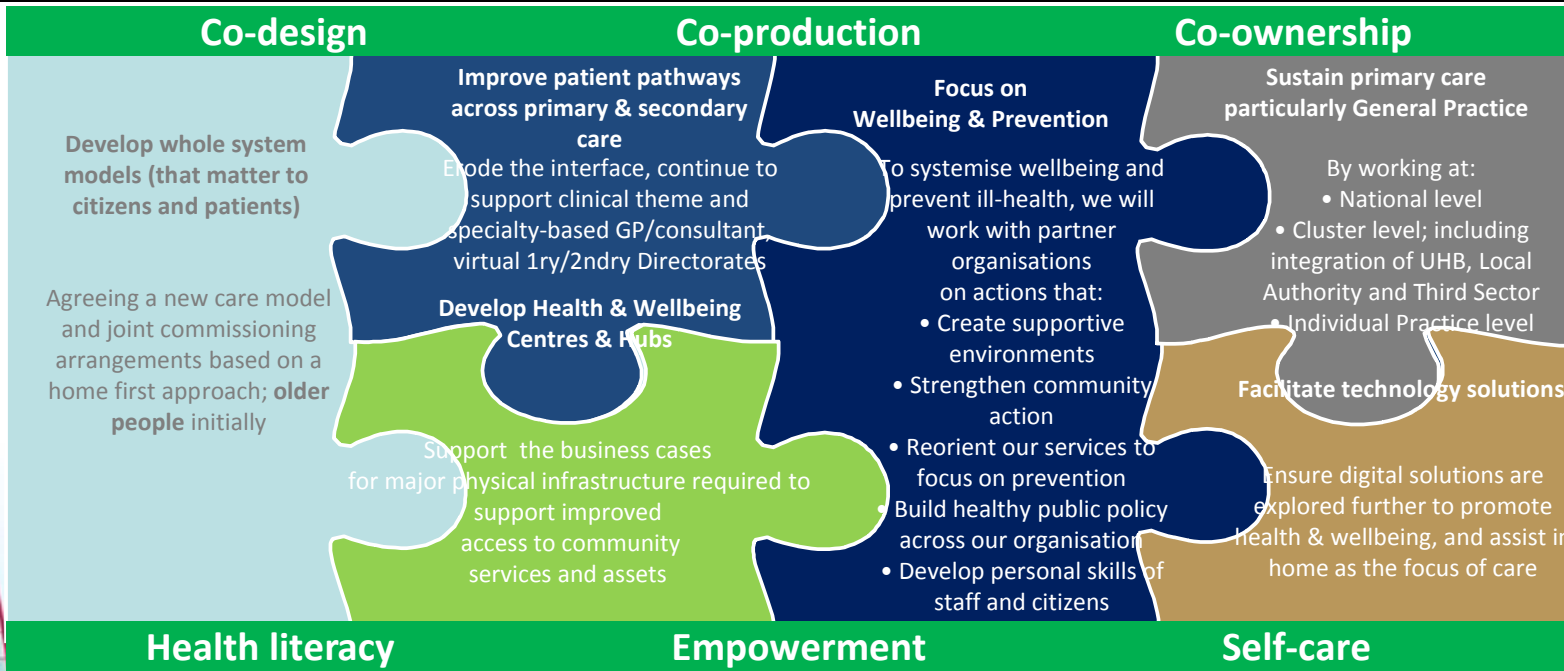 Co-design
Co-production
Co-ownership
Develop whole system
models (that matter to
citizens and patients)
Agreeing a new care model
and joint commissioning
arrangements based on a
home first approach; older
people initially
Improve patient pathways
across primary & secondary
care
Erode the interface, continue to
support clinical theme and
specialty-based GP/consultant,
virtual 1ry/2ndry Directorates
Develop Health & Wellbeing
Centres & Hubs
Support the business cases
for major physical infrastructure required to
support improved
access to community
services and assets
Focus on
Wellbeing & Prevention
To systemise wellbeing and
prevent ill-health, we will
work with partner
organisations
on actions that:
• Create supportive
environments
• Strengthen community
action
• Reorient our services to
focus on prevention
• Build healthy public policy
across our organisation
• Develop personal skills of
staff and citizens
Sustain primary care
particularly General Practice
By working at:
• National level
• Cluster level; including
integration of UHB, Local
Authority and Third Sector
• Individual Practice level
Facilitate technology solutions
Ensure digital solutions are
explored further to promote
health & wellbeing, and assist in
home as the focus of care
Health literacy
Empowerment
Self-care